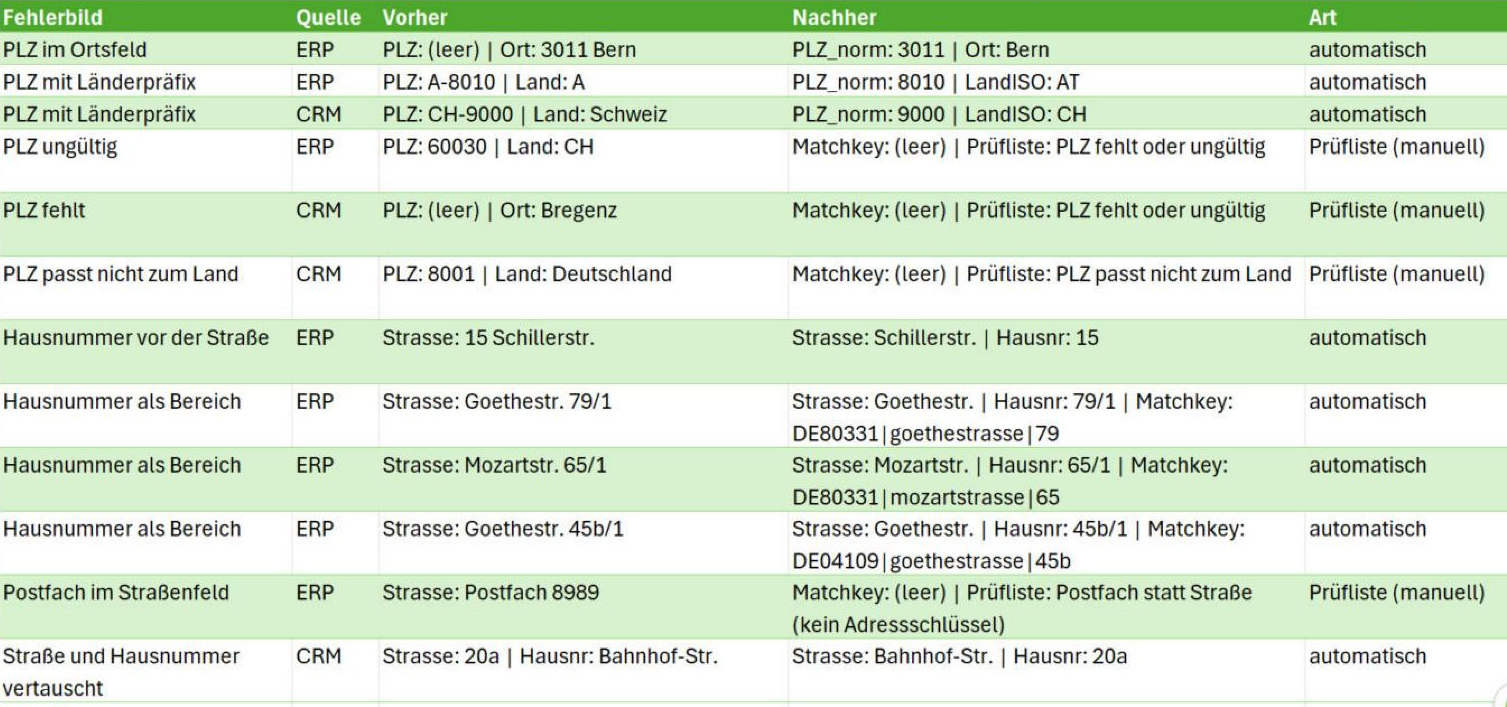 Fehlerbild Quelle Vorher Nachher Art
PLZ im Ortsfeld ERP PLZ: (leer) | Ort: 3011 Bern PLZ_norm: 3011 | Ort: Bern automatisch
PLZ mit Länderpräfix ERP PLZ: A-8010 | Land: A PLZ_norm: 8010 | LandISO: AT automatisch
PLZ mit Länderpräfix CRM PLZ: CH-9000 | Land: Schweiz PLZ_norm: 9000 | LandISO: CH automatisch
PLZ ungültig ERP PLZ: 60030 | Land: CH Matchkey: (leer) | Prüfliste: PLZ fehlt oder ungültig Prüfliste (manuell)
PLZ fehlt CRM PLZ: (leer) | Ort: Bregenz Matchkey: (leer) | Prüfliste: PLZ fehlt oder ungültig Prüfliste (manuell)
PLZ passt nicht zum Land CRM PLZ: 8001 | Land: Deutschland Matchkey: (leer) | Prüfliste: PLZ passt nicht zum Land Prüfliste (manuell)
Hausnummer vor der Straße ERP Strasse: 15 Schillerstr. Strasse: Schillerstr. | Hausnr: 15 automatisch
Hausnummer als Bereich ERP Strasse: Goethestr. 79/1 Strasse: Goethestr. | Hausnr: 79/1 | Matchkey: automatisch
DE80331|goethestrasse|79
Hausnummer als Bereich ERP Strasse: Mozartstr. 65/1 Strasse: Mozartstr. | Hausnr: 65/1 | Matchkey: automatisch
DE80331|mozartstrasse|65
Hausnummer als Bereich ERP Strasse: Goethestr. 45b/1 Strasse: Goethestr. | Hausnr: 45b/1 | Matchkey: automatisch
DE04109|goethestrasse|45b
Postfach im Straßenfeld ERP Strasse: Postfach 8989 Matchkey: (leer) | Prüfliste: Postfach statt Straße Prüfliste (manuell)
(kein Adressschlüssel)
Straße und Hausnummer CRM Strasse: 20a | Hausnr: Bahnhof-Str. Strasse: Bahnhof-Str. | Hausnr: 20a automatisch
vertauscht